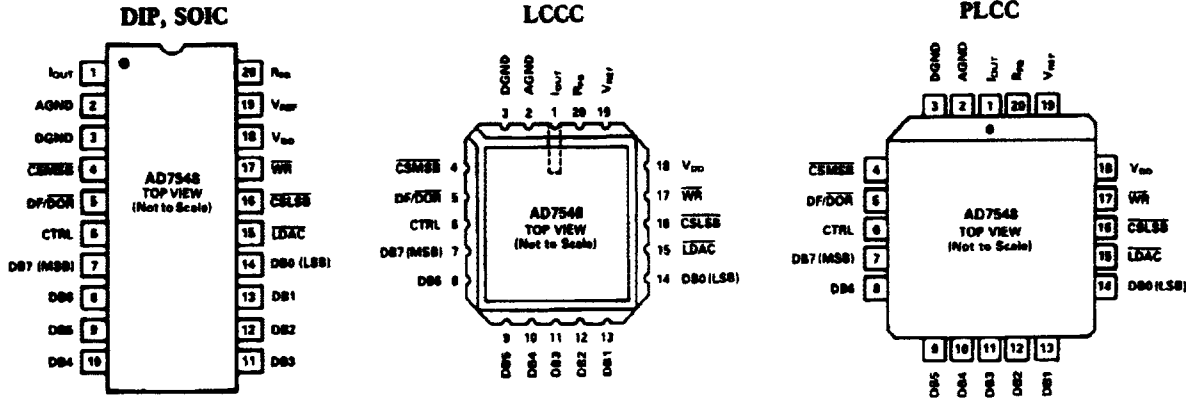 DIP, SOIC
IOUT 1
AGND 2
DGND 3
CSMSB 4
DF/DOR 5
CTRL 6
DB7 (MSB) 7
DB6 8
DB5 9
DB4 10
20 RFB
19 VREF
18 VDD
17 WR
16 CSLSB
15 LDAC
14 DB0 (LSB)
13 DB1
12 DB2
11 DB3
AD7548
TOP VIEW
(Not to Scale)
LCCC
DGND AGND IOUT RFB VREF
3 2 1 20 19
CSMSB 4
DF/DOR 5
CTRL 6
DB7 (MSB) 7
DB6 8
18 VDD
17 WR
16 CSLSB
15 LDAC
14 DB0 (LSB)
AD7548
TOP VIEW
(Not to Scale)
9 10 11 12 13
DB5 DB4 DB3 DB2 DB1
PLCC
DGND AGND IOUT RFB VREF
3 2 1 20 19
CSMSB 4
DF/DOR 5
CTRL 6
DB7 (MSB) 7
DB6 8
18 VDD
17 WR
16 CSLSB
15 LDAC
14 DB0 (LSB)
AD7548
TOP VIEW
(Not to Scale)
9 10 11 12 13
DB5 DB4 DB3 DB2 DB1